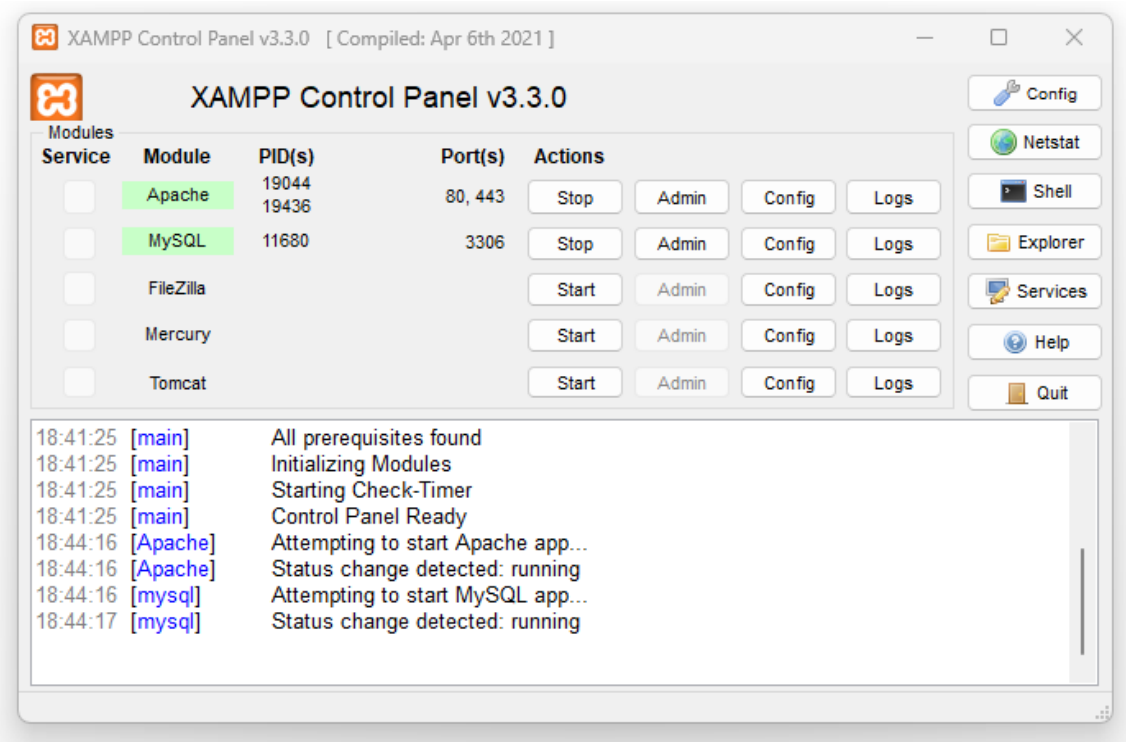 XAMPP Control Panel v3.3.0 [ Compiled: Apr 6th 2021 ]
XAMPP Control Panel v3.3.0
Config
Modules
Service Module PID(s) Port(s) Actions
Netstat
Apache 19044 19436 80, 443 Stop Admin Config Logs
Shell
MySQL 11680 3306 Stop Admin Config Logs
Explorer
FileZilla Start Admin Config Logs
Services
Mercury Start Admin Config Logs
Help
Tomcat Start Admin Config Logs
Quit
18:41:25 [main] All prerequisites found
18:41:25 [main] Initializing Modules
18:41:25 [main] Starting Check-Timer
18:41:25 [main] Control Panel Ready
18:44:16 [Apache] Attempting to start Apache app...
18:44:16 [Apache] Status change detected: running
18:44:16 [mysql] Attempting to start MySQL app...
18:44:17 [mysql] Status change detected: running